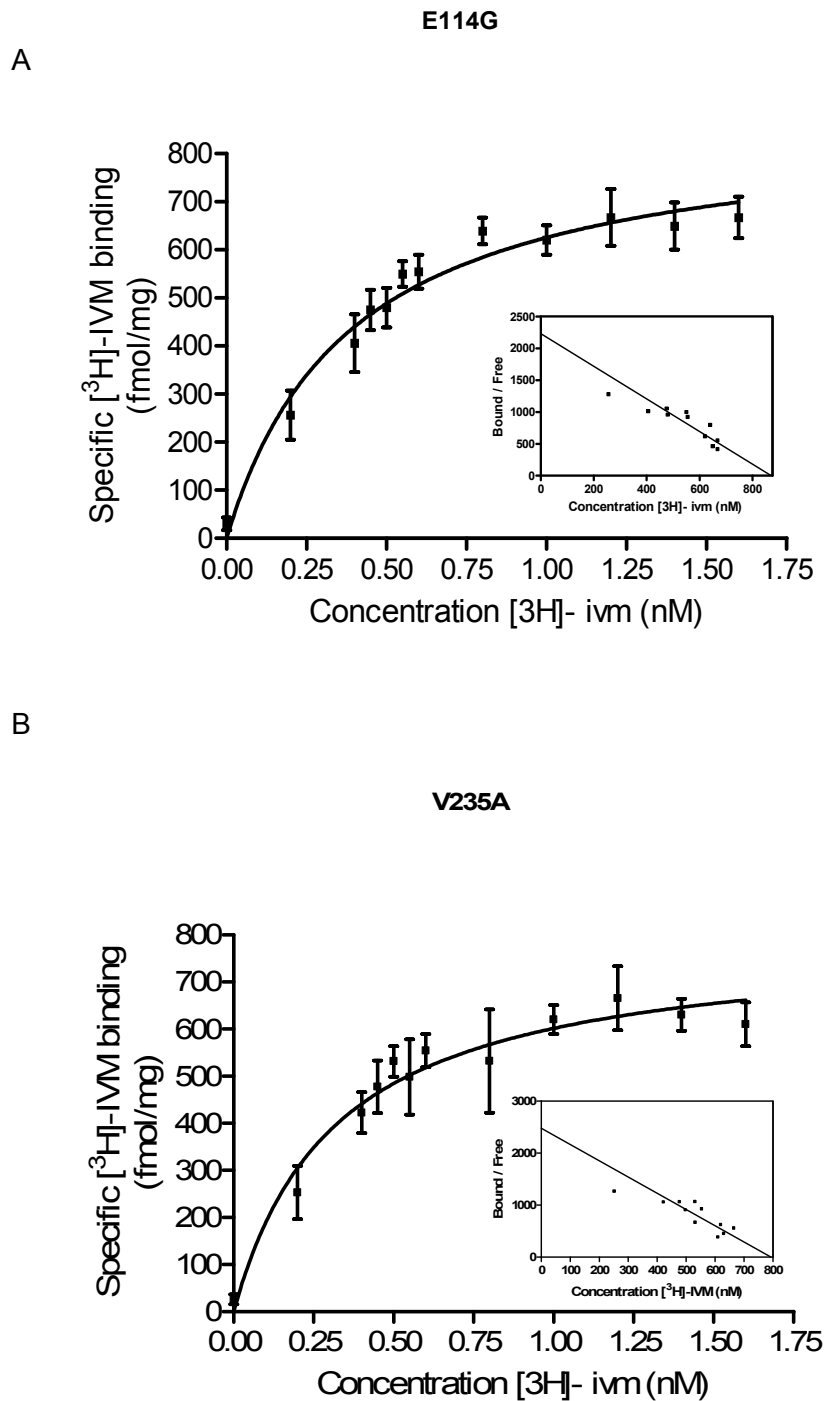 E114G
A
Specific [³H]-IVM binding
(fmol/mg)
800
700
600
500
400
300
200
100
0
0.00 0.25 0.50 0.75 1.00 1.25 1.50 1.75
Concentration [3H]- ivm (nM)
Bound / Free
2500
2000
1500
1000
500
0
0 200 400 600 800
Concentration [3H]- ivm (nM)
B
V235A
Specific [³H]-IVM binding
(fmol/mg)
800
700
600
500
400
300
200
100
0
0.00 0.25 0.50 0.75 1.00 1.25 1.50 1.75
Concentration [3H]- ivm (nM)
Bound / Free
3000
2000
1000
0
0 100 200 300 400 500 600 700 800
Concentration [³H]-IVM (nM)